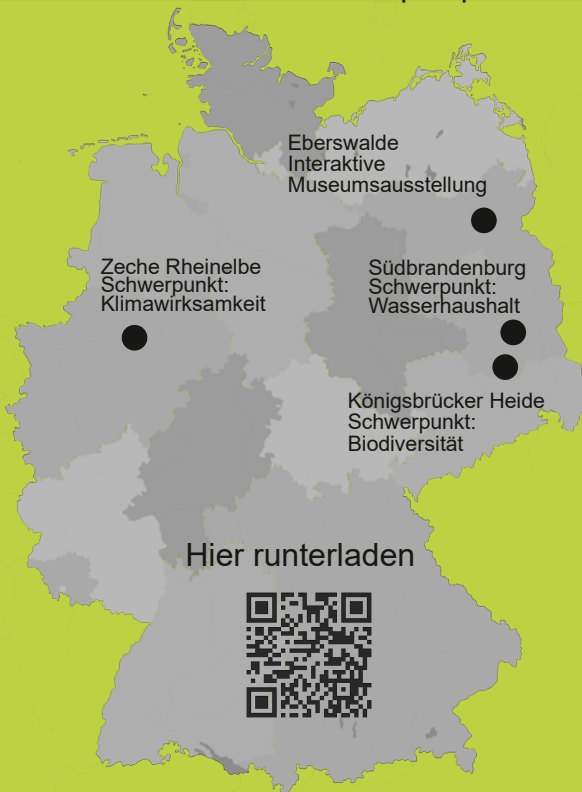 Eberswalde
Interaktive
Museumsausstellung
Zeche Rheinelbe
Schwerpunkt:
Klimawirksamkeit
Südbrandenburg
Schwerpunkt:
Wasserhaushalt
Königsbrücker Heide
Schwerpunkt:
Biodiversität
Hier runterladen